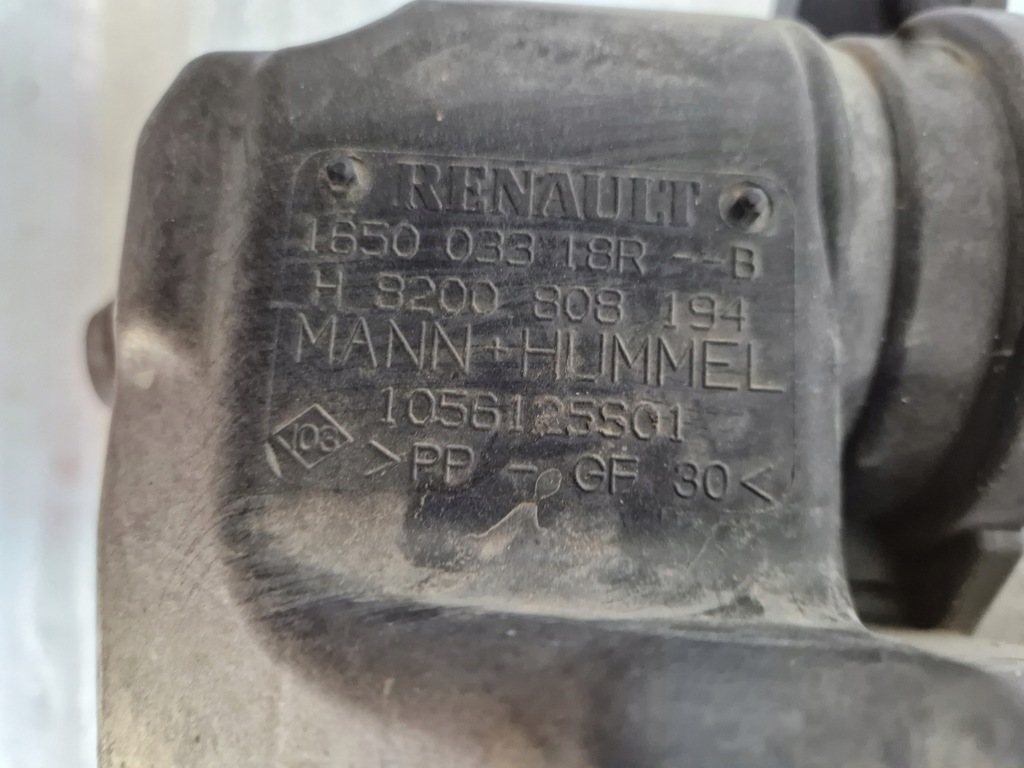 RENAULT
1650 033 18R --B
H 8200 808 194
MANN+HUMMEL
1056125S01
103 >PP - GF 30<